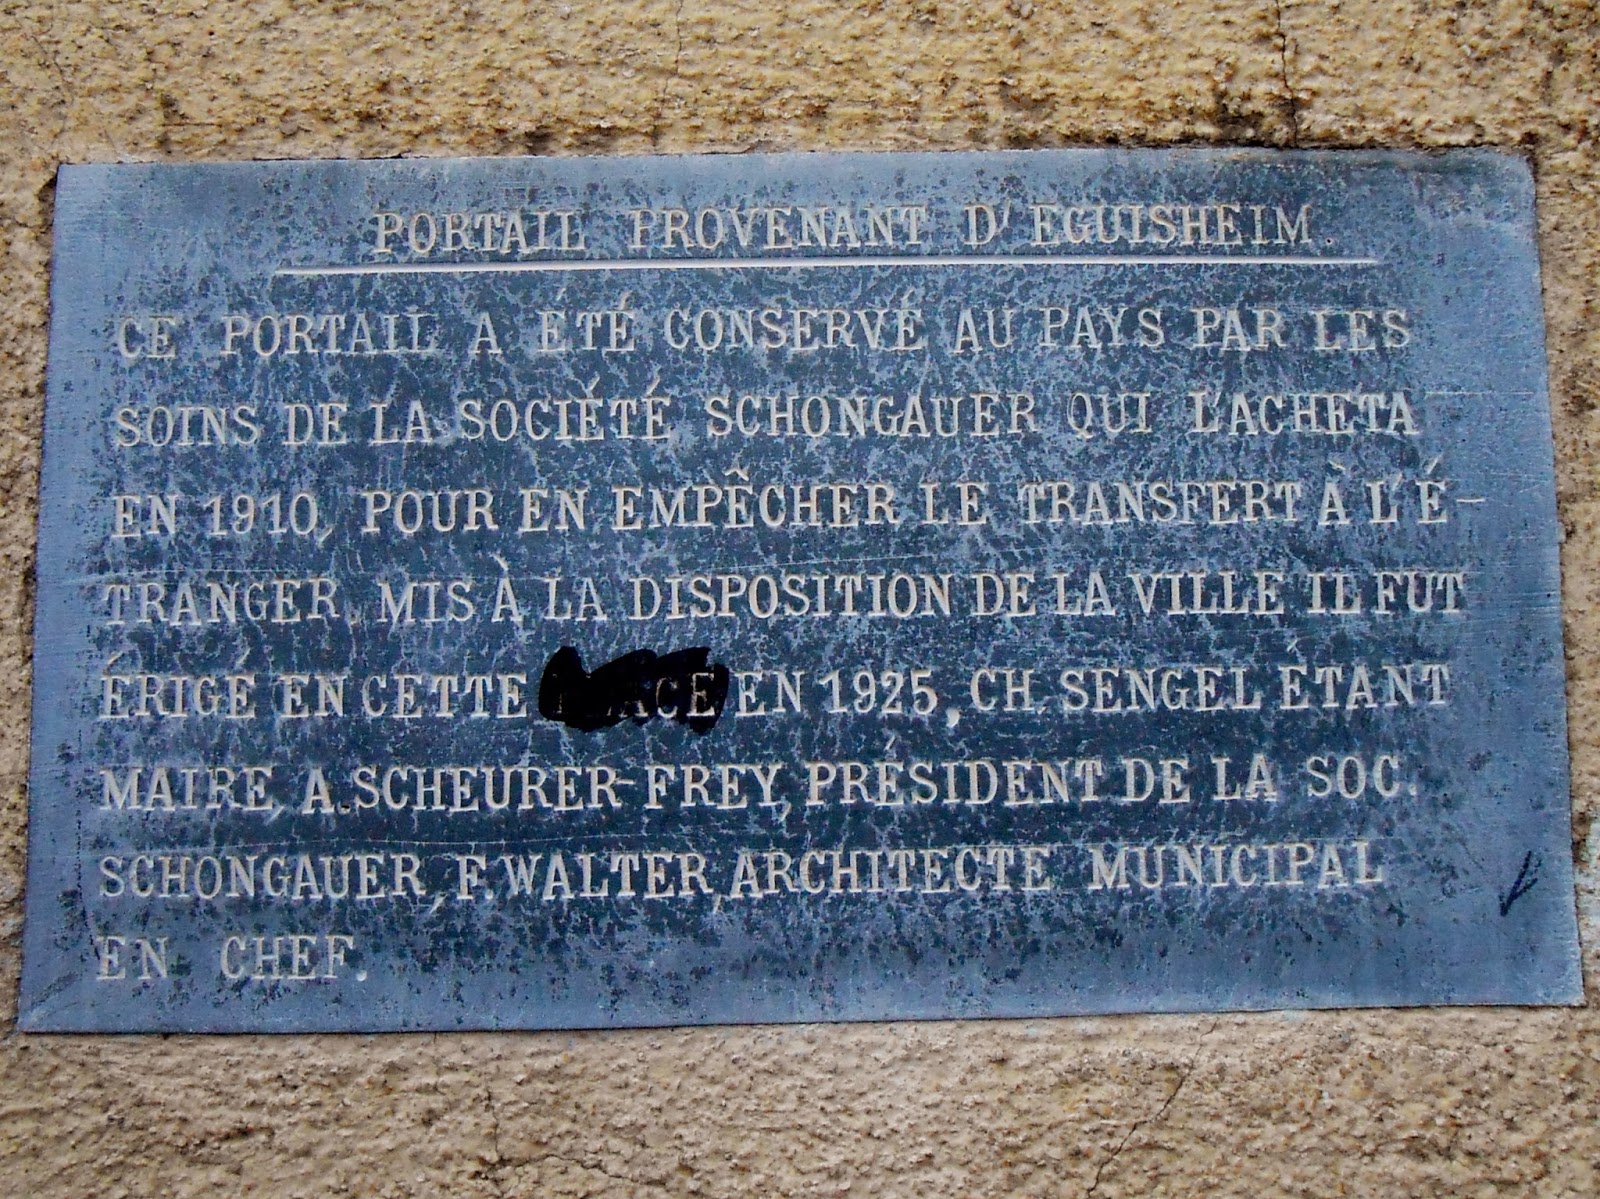 PORTAIL PROVENANT D'EGUISHEIM.
CE PORTAIL A ÉTÉ CONSERVÉ AU PAYS PAR LES
SOINS DE LA SOCIÉTÉ SCHONGAUER QUI L'ACHETA
EN 1910, POUR EN EMPÊCHER LE TRANSFERT À L'É-
TRANGER. MIS À LA DISPOSITION DE LA VILLE IL FUT
ÉRIGÉ EN CETTE EN 1925, CH. SENGEL ÉTANT
MAIRE, A. SCHEURER-FREY, PRÉSIDENT DE LA SOC.
SCHONGAUER, F. WALTER, ARCHITECTE MUNICIPAL
EN CHEF.